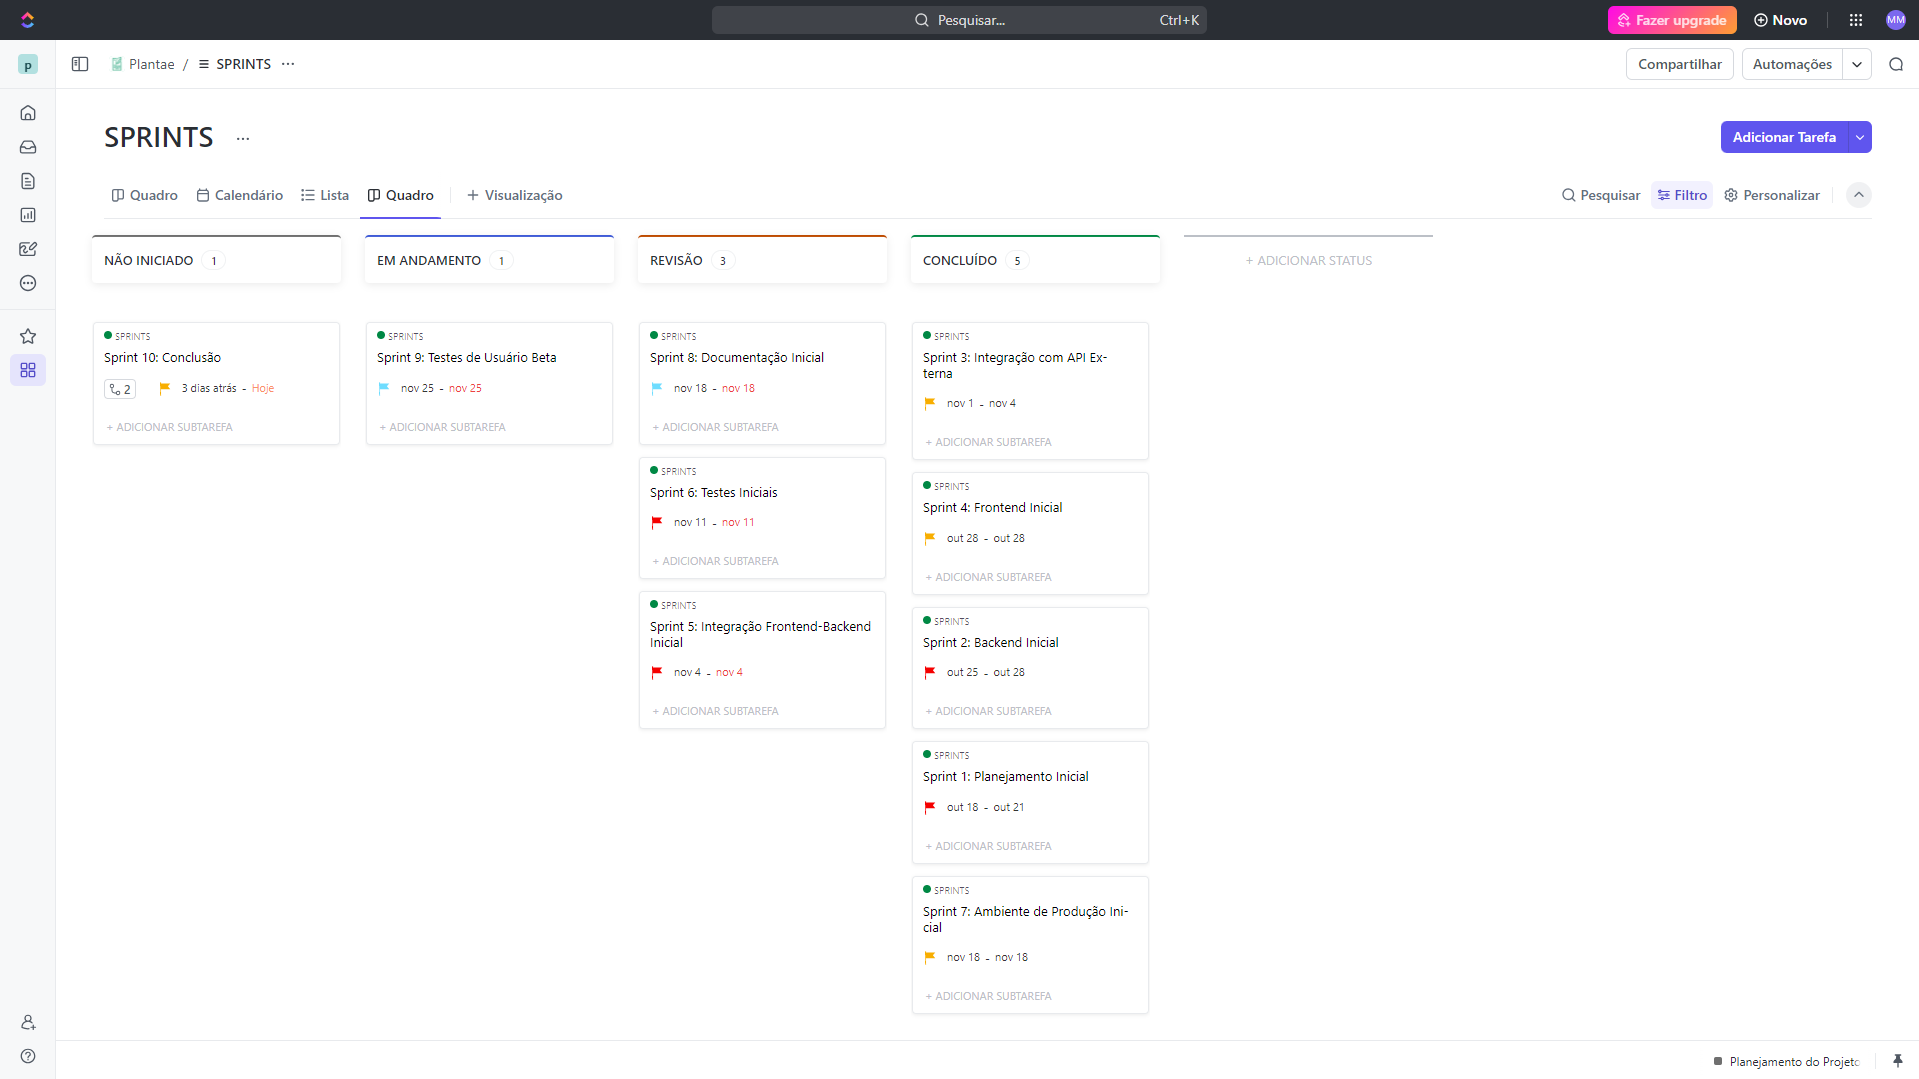 Pesquisar...
Ctrl+K
Fazer upgrade
Novo
MM
p
Plantae / SPRINTS ...
Compartilhar
Automações
SPRINTS ...
Adicionar Tarefa
Quadro
Calendário
Lista
Quadro
+ Visualização
Pesquisar
Filtro
Personalizar
NÃO INICIADO 1
SPRINTS
Sprint 10: Conclusão
2
3 dias atrás - Hoje
+ ADICIONAR SUBTAREFA
EM ANDAMENTO 1
SPRINTS
Sprint 9: Testes de Usuário Beta
nov 25 - nov 25
+ ADICIONAR SUBTAREFA
REVISÃO 3
SPRINTS
Sprint 8: Documentação Inicial
nov 18 - nov 18
+ ADICIONAR SUBTAREFA
SPRINTS
Sprint 6: Testes Iniciais
nov 11 - nov 11
+ ADICIONAR SUBTAREFA
SPRINTS
Sprint 5: Integração Frontend-Backend
Inicial
nov 4 - nov 4
+ ADICIONAR SUBTAREFA
CONCLUÍDO 5
SPRINTS
Sprint 3: Integração com API Ex-
terna
nov 1 - nov 4
+ ADICIONAR SUBTAREFA
SPRINTS
Sprint 4: Frontend Inicial
out 28 - out 28
+ ADICIONAR SUBTAREFA
SPRINTS
Sprint 2: Backend Inicial
out 25 - out 28
+ ADICIONAR SUBTAREFA
SPRINTS
Sprint 1: Planejamento Inicial
out 18 - out 21
+ ADICIONAR SUBTAREFA
SPRINTS
Sprint 7: Ambiente de Produção Ini-
cial
nov 18 - nov 18
+ ADICIONAR SUBTAREFA
+ ADICIONAR STATUS
Planejamento do Projeto